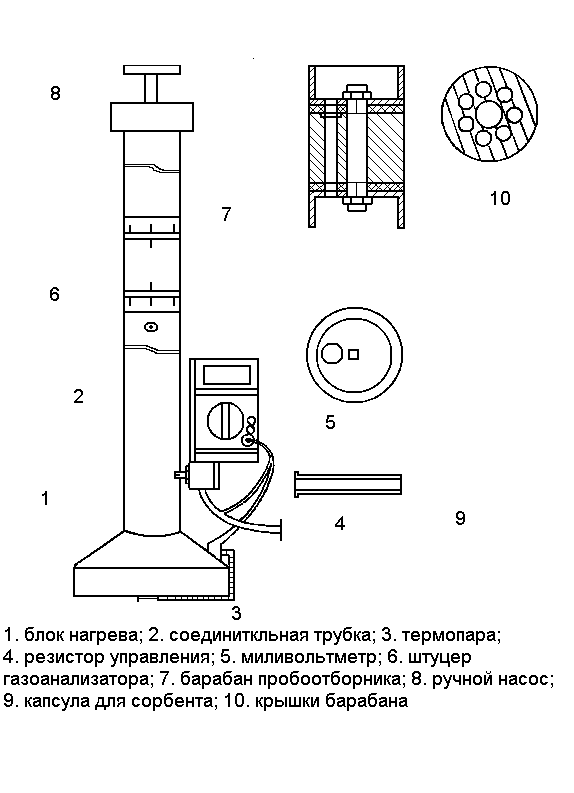 8
10
7
6
2
5
1
4
9
3
1. блок нагрева; 2. соединиткльная трубка; 3. термопара;
4. резистор управления; 5. миливольтметр; 6. штуцер
газоанализатора; 7. барабан пробоотборника; 8. ручной насос;
9. капсула для сорбента; 10. крышки барабана